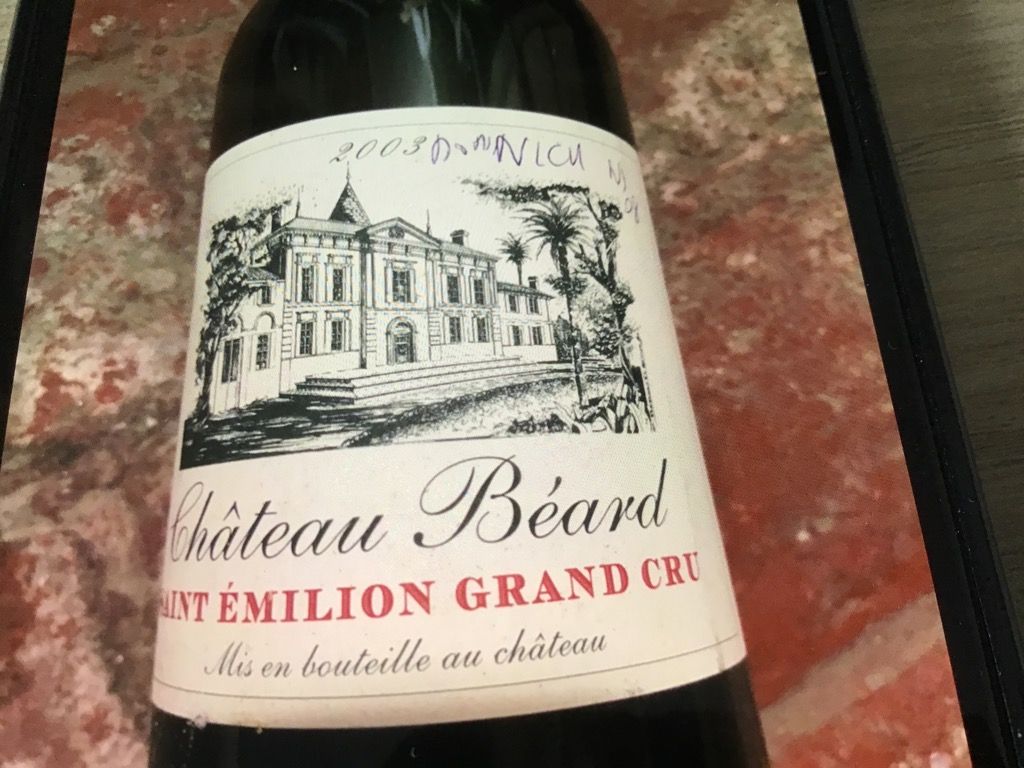 2003
Château Béard
SAINT ÉMILION GRAND CRU
Mis en bouteille au château